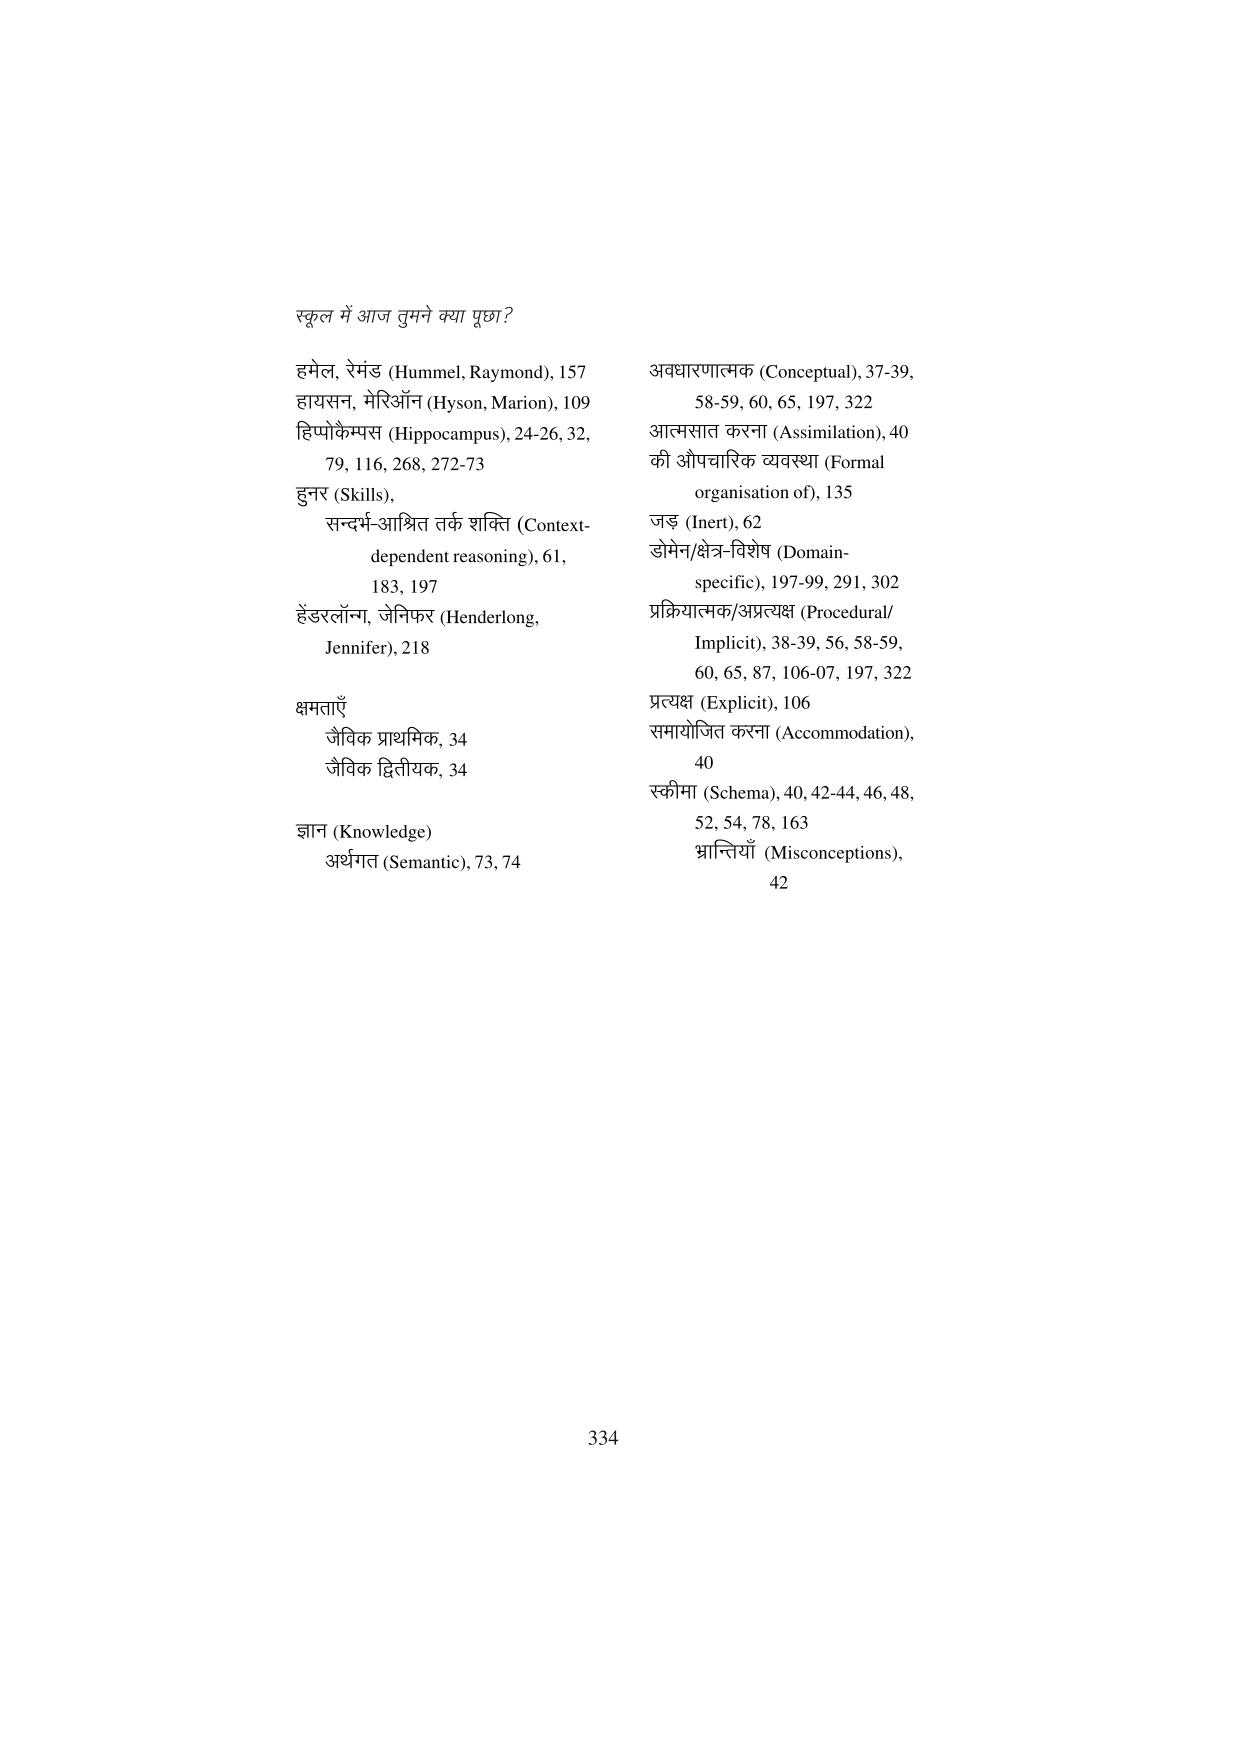 स्कूल में आज तुमने क्या पूछा?
हमेल, रेमंड (Hummel, Raymond), 157
हायसन, मेरिऑन (Hyson, Marion), 109
हिप्पोकैम्पस (Hippocampus), 24-26, 32,
79, 116, 268, 272-73
हुनर (Skills),
सन्दर्भ-आश्रित तर्क शक्ति (Context-
dependent reasoning), 61,
183, 197
हेंडरलॉन्ग, जेनिफर (Henderlong,
Jennifer), 218
क्षमताएँ
जैविक प्राथमिक, 34
जैविक द्वितीयक, 34
ज्ञान (Knowledge)
अर्थगत (Semantic), 73, 74
अवधारणात्मक (Conceptual), 37-39,
58-59, 60, 65, 197, 322
आत्मसात करना (Assimilation), 40
की औपचारिक व्यवस्था (Formal
organisation of), 135
जड़ (Inert), 62
डोमेन/क्षेत्र-विशेष (Domain-
specific), 197-99, 291, 302
प्रक्रियात्मक/अप्रत्यक्ष (Procedural/
Implicit), 38-39, 56, 58-59,
60, 65, 87, 106-07, 197, 322
प्रत्यक्ष (Explicit), 106
समायोजित करना (Accommodation),
40
स्कीमा (Schema), 40, 42-44, 46, 48,
52, 54, 78, 163
भ्रान्तियाँ (Misconceptions),
42
334